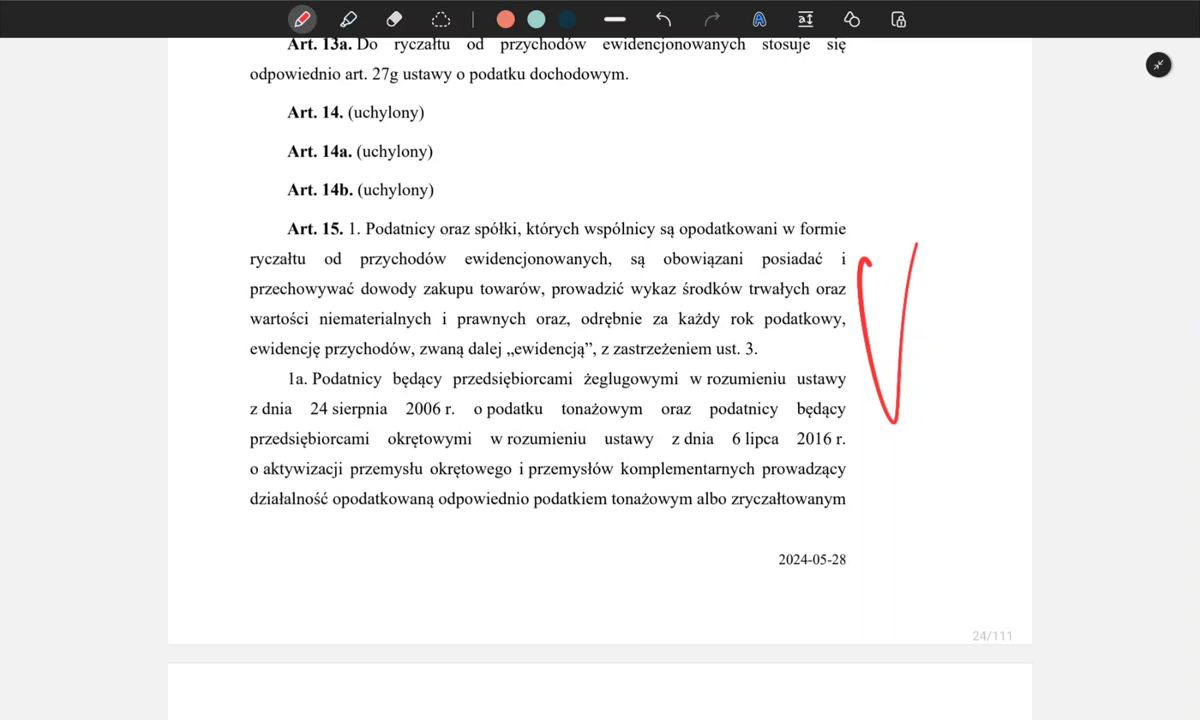 Art. 13a. Do ryczałtu od przychodów ewidencjonowanych stosuje się
odpowiednio art. 27g ustawy o podatku dochodowym.
Art. 14. (uchylony)
Art. 14a. (uchylony)
Art. 14b. (uchylony)
Art. 15. 1. Podatnicy oraz spółki, których wspólnicy są opodatkowani w formie
ryczałtu od przychodów ewidencjonowanych, są obowiązani posiadać i
przechowywać dowody zakupu towarów, prowadzić wykaz środków trwałych oraz
wartości niematerialnych i prawnych oraz, odrębnie za każdy rok podatkowy,
ewidencję przychodów, zwaną dalej „ewidencją”, z zastrzeżeniem ust. 3.
1a. Podatnicy będący przedsiębiorcami żeglugowymi w rozumieniu ustawy
z dnia 24 sierpnia 2006 r. o podatku tonażowym oraz podatnicy będący
przedsiębiorcami okrętowymi w rozumieniu ustawy z dnia 6 lipca 2016 r.
o aktywizacji przemysłu okrętowego i przemysłów komplementarnych prowadzący
działalność opodatkowaną odpowiednio podatkiem tonażowym albo zryczałtowanym
2024-05-28
24/111